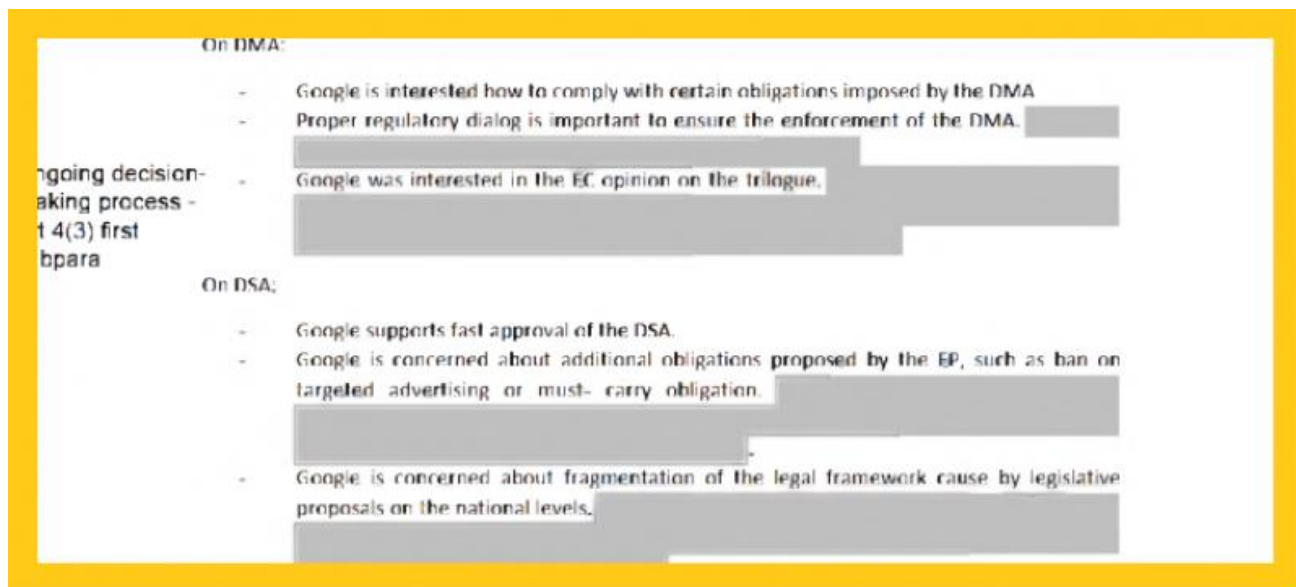 On DMA:
- Google is interested how to comply with certain obligations imposed by the DMA
- Proper regulatory dialog is important to ensure the enforcement of the DMA.
ngoing decision-
aking process -
t 4(3) first
bpara
- Google was interested in the EC opinion on the trilogue.
On DSA:
- Google supports fast approval of the DSA.
- Google is concerned about additional obligations proposed by the EP, such as ban on
targeted advertising or must- carry obligation.
- Google is concerned about fragmentation of the legal framework cause by legislative
proposals on the national levels.